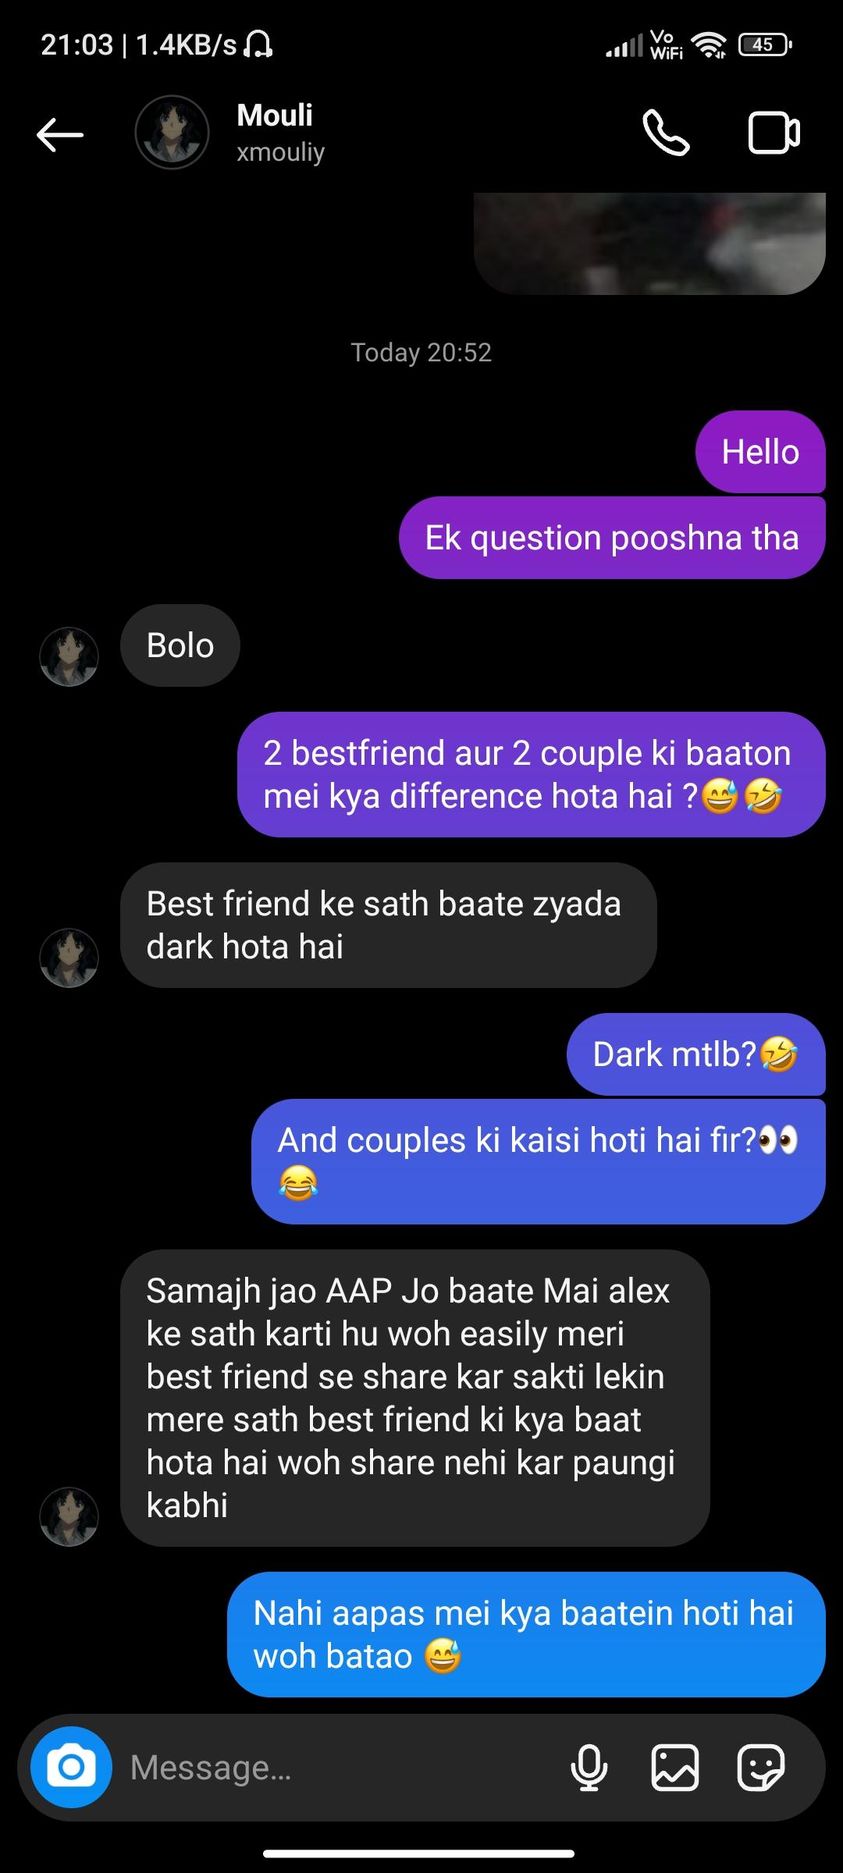 21:03 | 1.4KB/s
Vo
WiFi
45
Mouli
xmouliy
Today 20:52
Hello
Ek question pooshna tha
Bolo
2 bestfriend aur 2 couple ki baaton
mei kya difference hota hai ?😅🤣
Best friend ke sath baate zyada
dark hota hai
Dark mtlb?🤣
And couples ki kaisi hoti hai fir?👀
😂
Samajh jao AAP Jo baate Mai alex
ke sath karti hu woh easily meri
best friend se share kar sakti lekin
mere sath best friend ki kya baat
hota hai woh share nehi kar paungi
kabhi
Nahi aapas mei kya baatein hoti hai
woh batao 😅
Message...